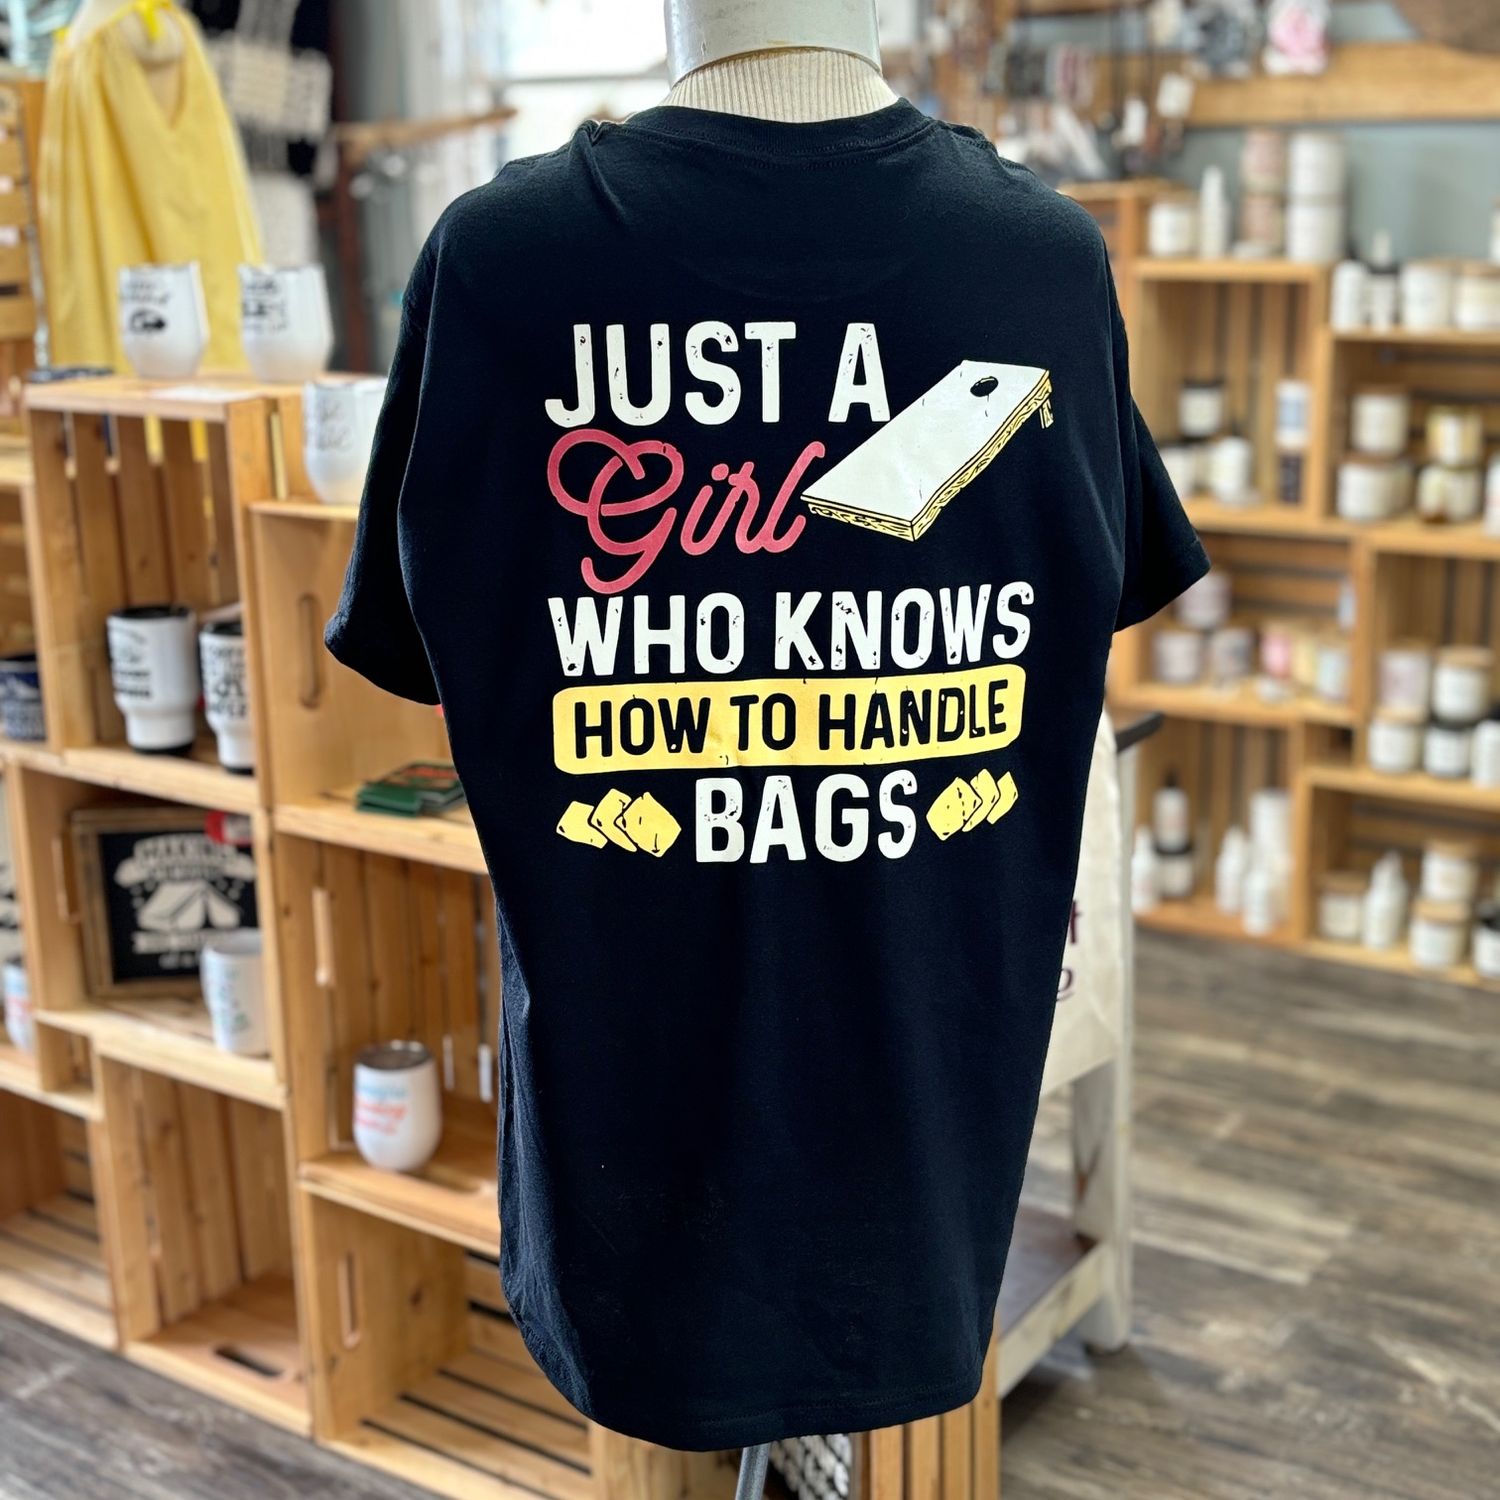 JUST A
Girl
WHO KNOWS
HOW TO HANDLE
BAGS